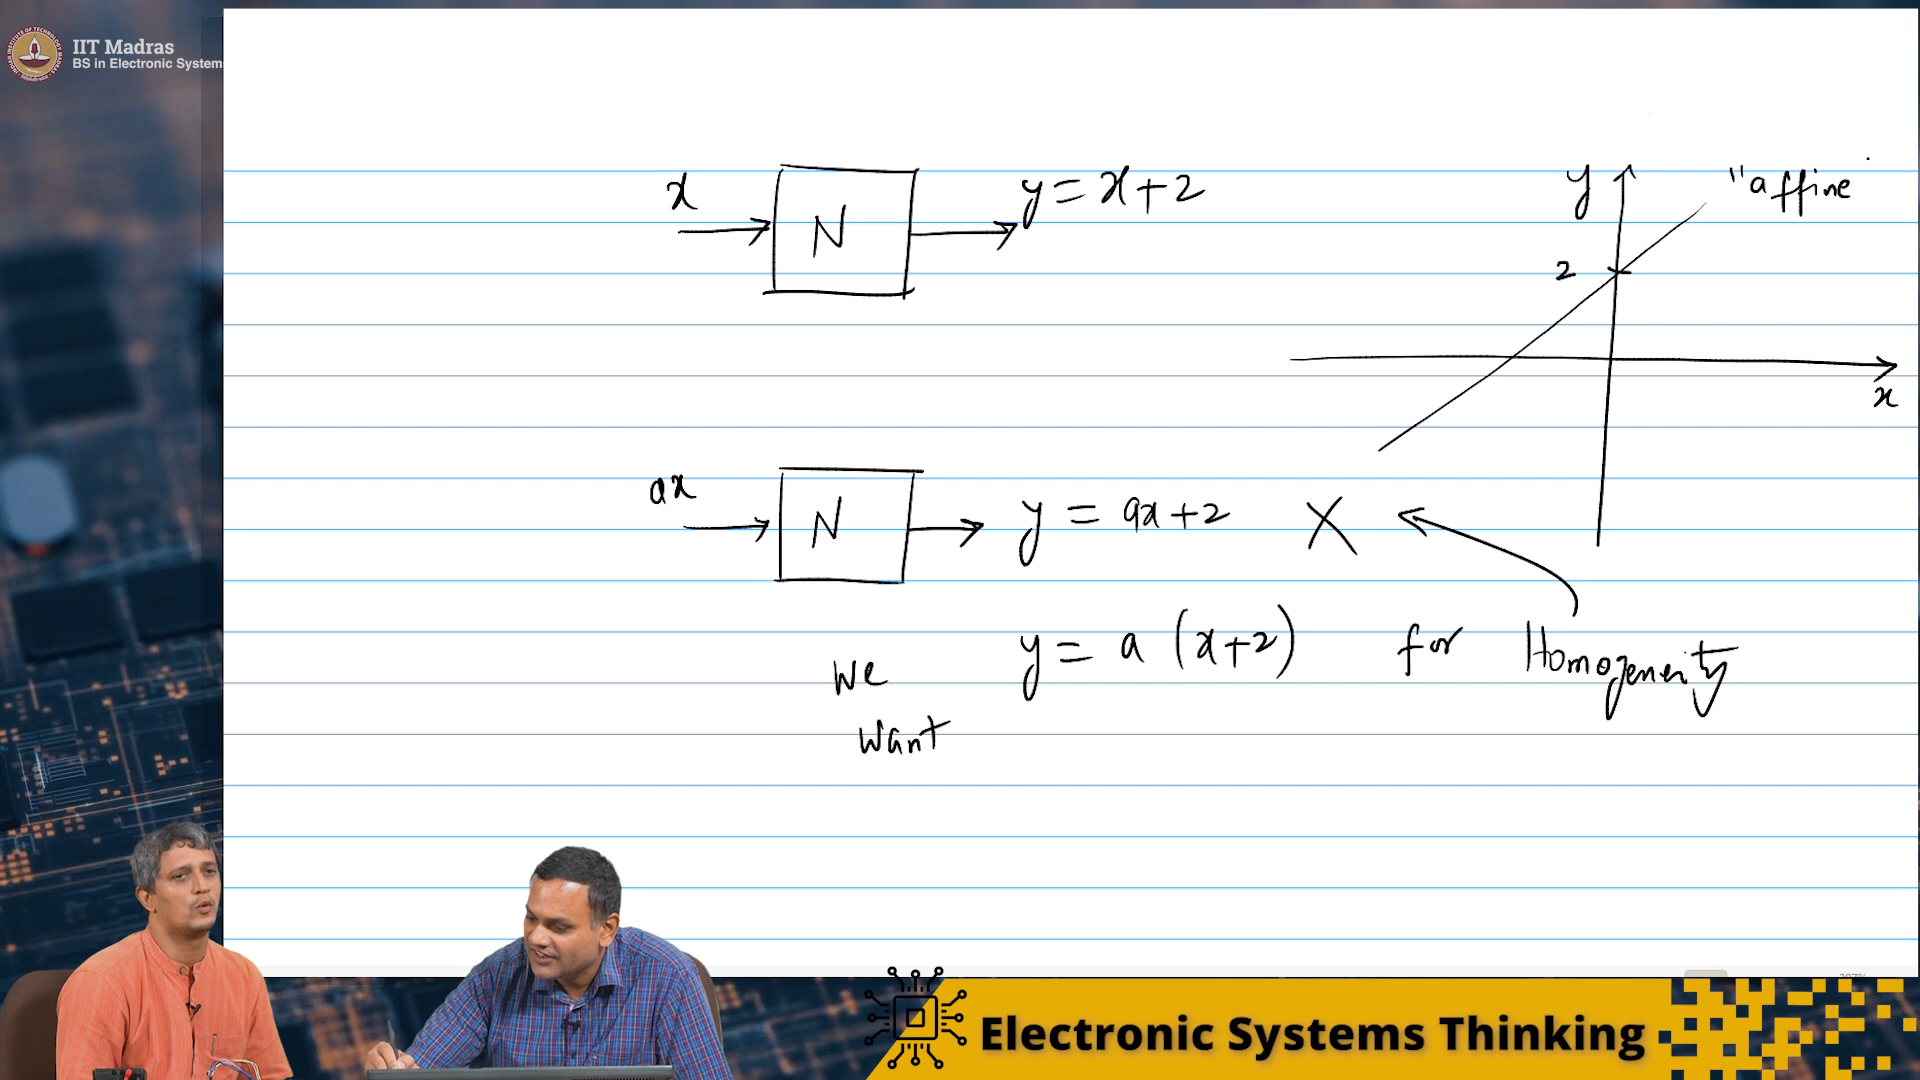 IIT Madras
BS in Electronic Systems
x
N
y = x+2
y
"affine
2
x
ax
N
y = ax+2 X
We want
y = a (x+2) for Homogeneity
Electronic Systems Thinking